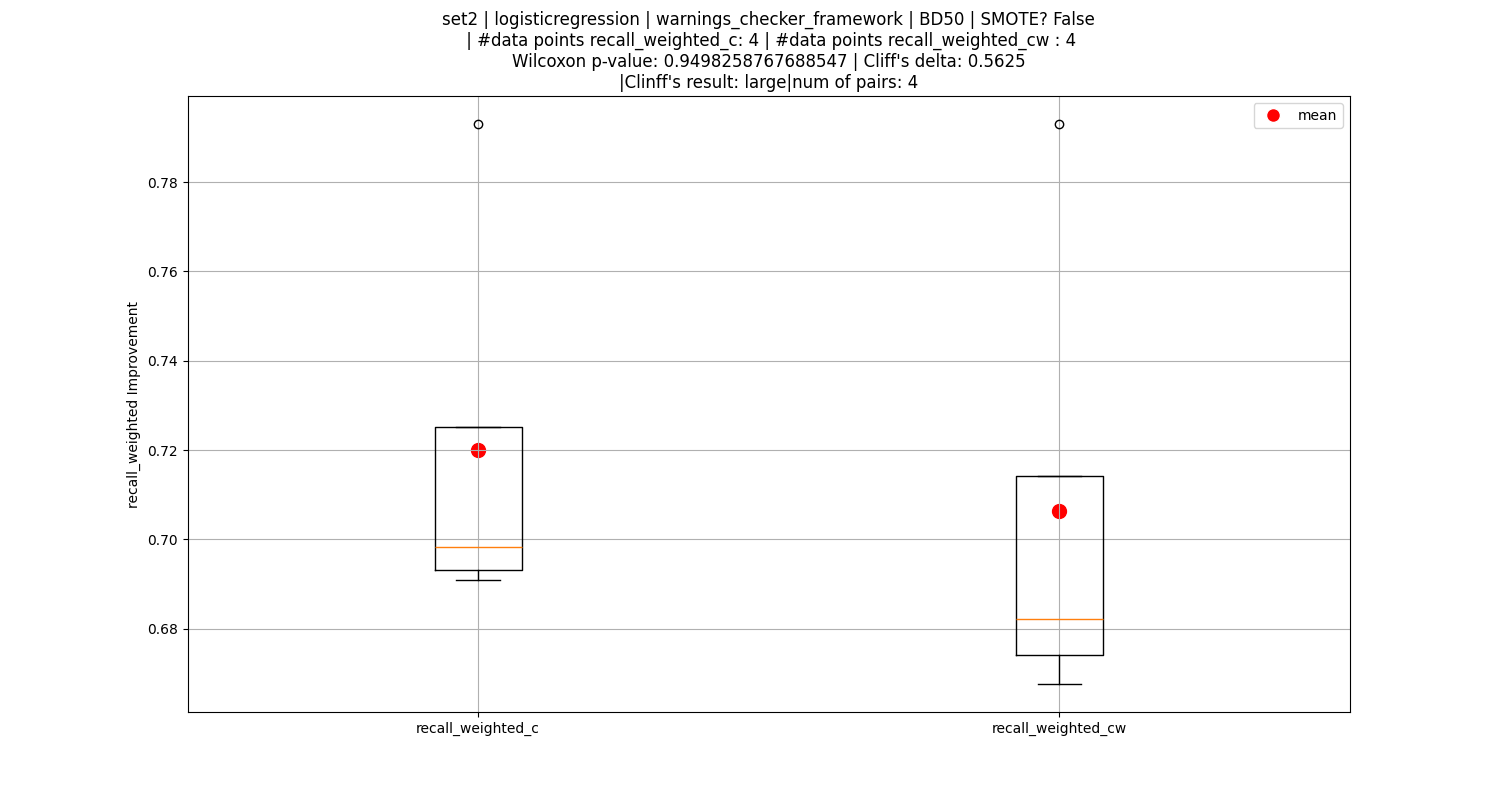 set2 | logisticregression | warnings_checker_framework | BD50 | SMOTE? False
| #data points recall_weighted_c: 4 | #data points recall_weighted_cw : 4
Wilcoxon p-value: 0.9498258767688547 | Cliff's delta: 0.5625
|Clinff's result: large|num of pairs: 4
mean
0.78
0.76
0.74
0.72
0.70
0.68
recall_weighted Improvement
recall_weighted_c
recall_weighted_cw